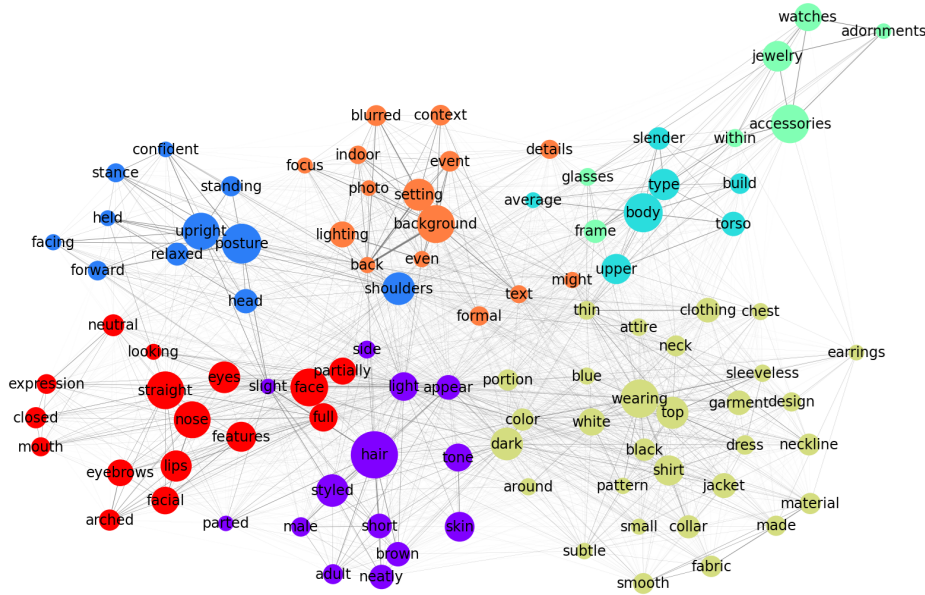 watches
adornments
jewelry
accessories
within
glasses
frame
blurred
context
focus
indoor
event
details
photo
setting
background
lighting
back
even
text
might
formal
slender
type
build
average
body
torso
upper
confident
stance
standing
held
upright
posture
facing
relaxed
forward
head
shoulders
neutral
looking
expression
straight
eyes
face
partially
closed
nose
full
mouth
features
eyebrows
lips
facial
arched
side
slight
light
appear
hair
tone
styled
parted
male
short
skin
brown
adult
neatly
thin
clothing
chest
attire
neck
earrings
portion
blue
sleeveless
wearing
top
garment
design
color
white
dark
black
dress
neckline
shirt
around
pattern
jacket
material
small
collar
made
subtle
fabric
smooth